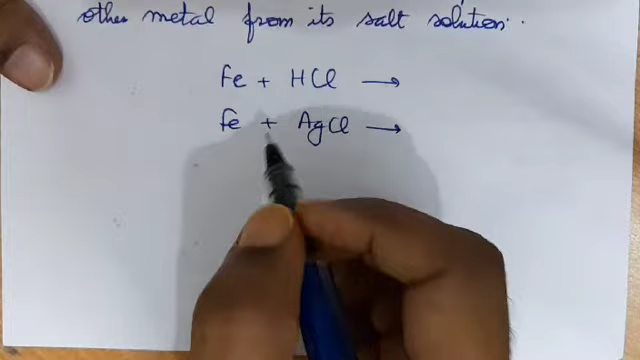 other metal from its salt solution.
Fe + HCl →
Fe + AgCl →